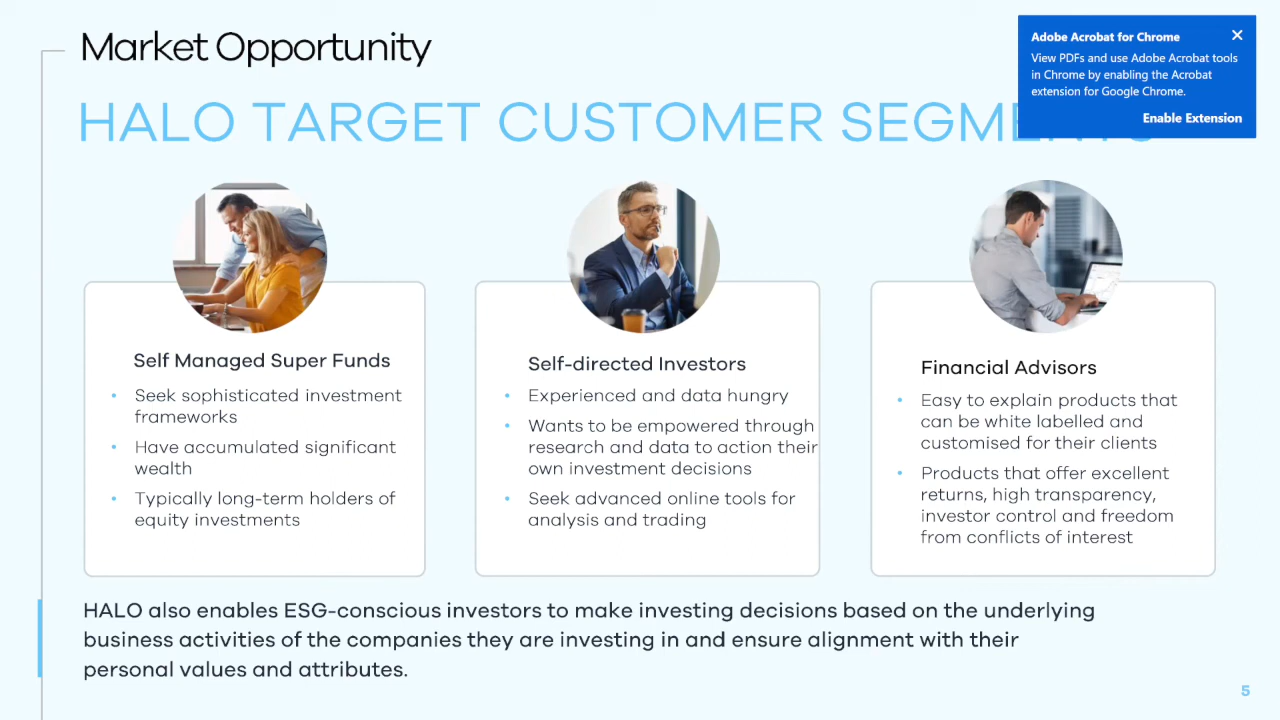 Market Opportunity
HALO TARGET CUSTOMER
Adobe Acrobat for Chrome
View PDFs and use Adobe Acrobat tools
in Chrome by enabling the Acrobat
extension for Google Chrome.
Enable Extension
Self Managed Super Funds
• Seek sophisticated investment
frameworks
• Have accumulated significant
wealth
• Typically long-term holders of
equity investments
Self-directed Investors
• Experienced and data hungry
• Wants to be empowered through
research and data to action their
own investment decisions
• Seek advanced online tools for
analysis and trading
Financial Advisors
• Easy to explain products that
can be white labelled and
customised for their clients
• Products that offer excellent
returns, high transparency,
investor control and freedom
from conflicts of interest
HALO also enables ESG-conscious investors to make investing decisions based on the underlying
business activities of the companies they are investing in and ensure alignment with their
personal values and attributes.
5